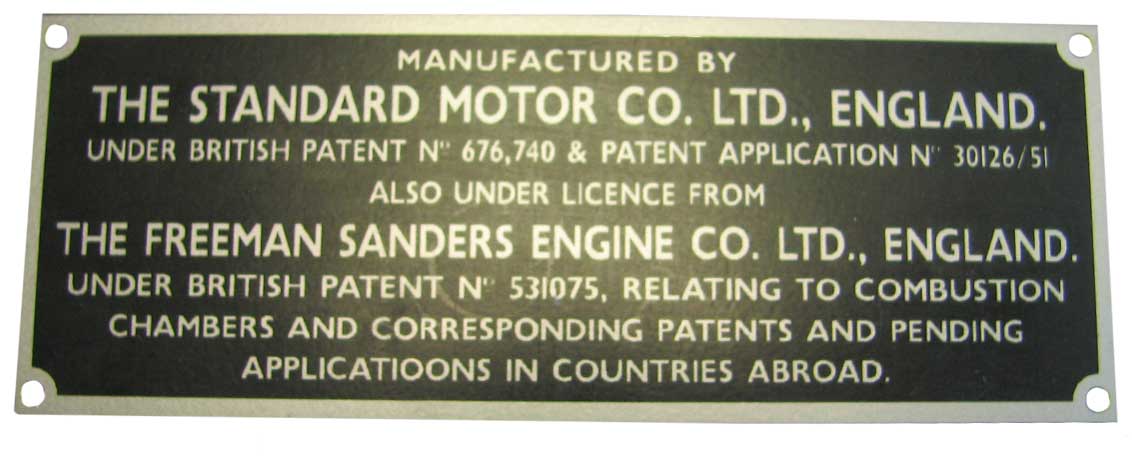 MANUFACTURED BY
THE STANDARD MOTOR CO. LTD., ENGLAND.
UNDER BRITISH PATENT Nº 676,740 & PATENT APPLICATION Nº 30126/51
ALSO UNDER LICENCE FROM
THE FREEMAN SANDERS ENGINE CO. LTD., ENGLAND.
UNDER BRITISH PATENT Nº 531075, RELATING TO COMBUSTION
CHAMBERS AND CORRESPONDING PATENTS AND PENDING
APPLICATIOONS IN COUNTRIES ABROAD.